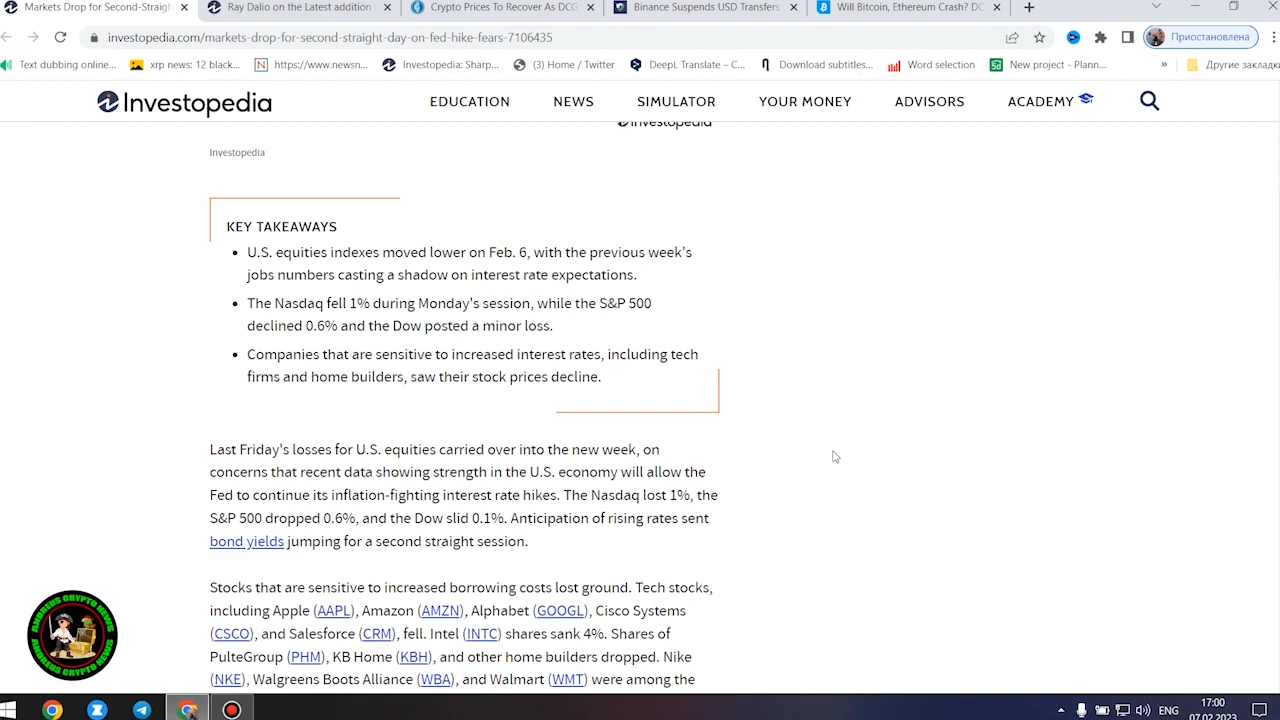 Markets Drop for Second-Straigh
Ray Dalio on the Latest addition
Crypto Prices To Recover As DCG
Binance Suspends USD Transfers
Will Bitcoin, Ethereum Crash? DC
investopedia.com/markets-drop-for-second-straight-day-on-fed-hike-fears-7106435
Приостановлена
Text dubbing online...
xrp news: 12 black...
https://www.newsn...
Investopedia: Sharp...
(3) Home / Twitter
DeepL Translate – C...
Download subtitles...
Word selection
New project - Plann...
»
Другие закладки
Investopedia
EDUCATION
NEWS
SIMULATOR
YOUR MONEY
ADVISORS
ACADEMY
Investopedia
Investopedia
KEY TAKEAWAYS
• U.S. equities indexes moved lower on Feb. 6, with the previous week's
jobs numbers casting a shadow on interest rate expectations.
• The Nasdaq fell 1% during Monday's session, while the S&P 500
declined 0.6% and the Dow posted a minor loss.
• Companies that are sensitive to increased interest rates, including tech
firms and home builders, saw their stock prices decline.
Last Friday's losses for U.S. equities carried over into the new week, on
concerns that recent data showing strength in the U.S. economy will allow the
Fed to continue its inflation-fighting interest rate hikes. The Nasdaq lost 1%, the
S&P 500 dropped 0.6%, and the Dow slid 0.1%. Anticipation of rising rates sent
bond yields jumping for a second straight session.
Stocks that are sensitive to increased borrowing costs lost ground. Tech stocks,
including Apple (AAPL), Amazon (AMZN), Alphabet (GOOGL), Cisco Systems
(CSCO), and Salesforce (CRM), fell. Intel (INTC) shares sank 4%. Shares of
PulteGroup (PHM), KB Home (KBH), and other home builders dropped. Nike
(NKE), Walgreens Boots Alliance (WBA), and Walmart (WMT) were among the
ANDREUS CRYPTO NEWS
ANDREUS CRYPTO NEWS
ENG
17:00
07.02.2023